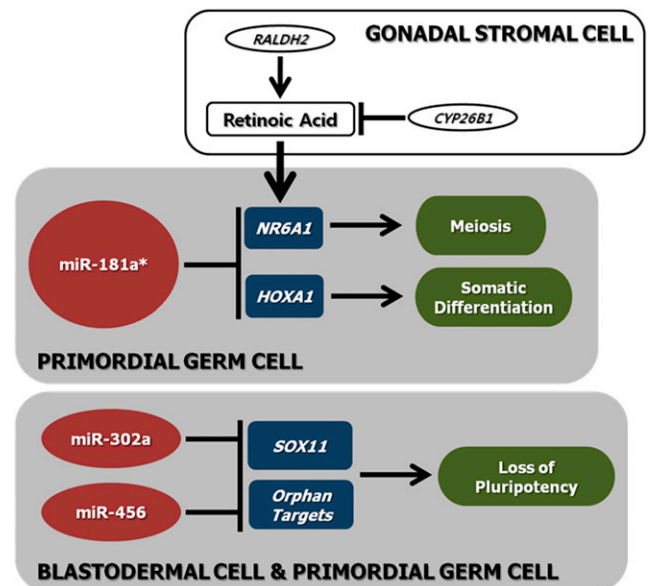 RALDH2
GONADAL STROMAL CELL
Retinoic Acid
CYP26B1
miR-181a*
NR6A1
Meiosis
HOXA1
Somatic
Differentiation
PRIMORDIAL GERM CELL
miR-302a
SOX11
miR-456
Orphan
Targets
Loss of
Pluripotency
BLASTODERMAL CELL & PRIMORDIAL GERM CELL